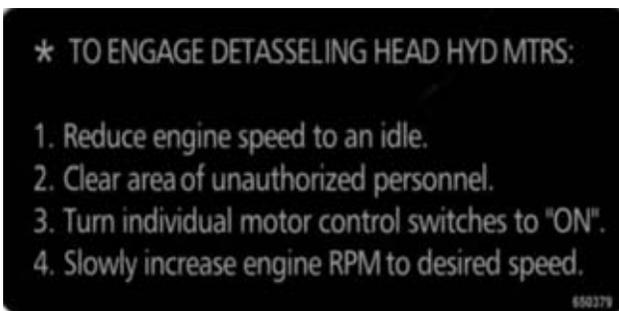 * TO ENGAGE DETASSELING HEAD HYD MTRS:
1. Reduce engine speed to an idle.
2. Clear area of unauthorized personnel.
3. Turn individual motor control switches to "ON".
4. Slowly increase engine RPM to desired speed.
650379